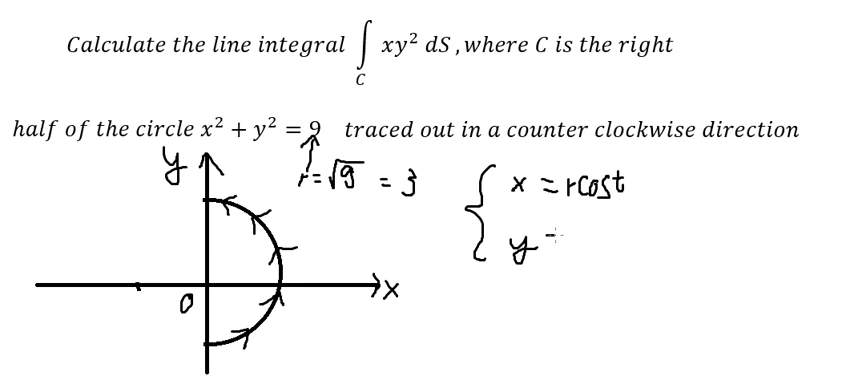 Calculate the line integral ∫ xy² dS , where C is the right
C
half of the circle x² + y² = 9 traced out in a counter clockwise direction
y
r = √9 = 3
{ x = rcost
y =
0
x